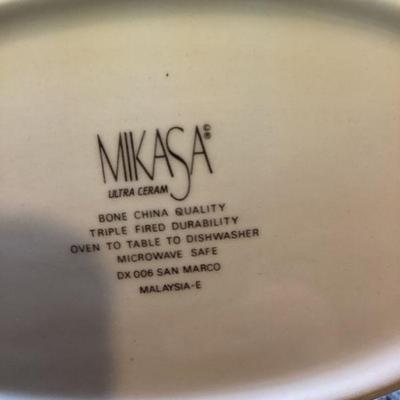 MIKASA © ®
ULTRA CERAM
BONE CHINA QUALITY
TRIPLE FIRED DURABILITY
OVEN TO TABLE TO DISHWASHER
MICROWAVE SAFE
DX 006 SAN MARCO
MALAYSIA-E